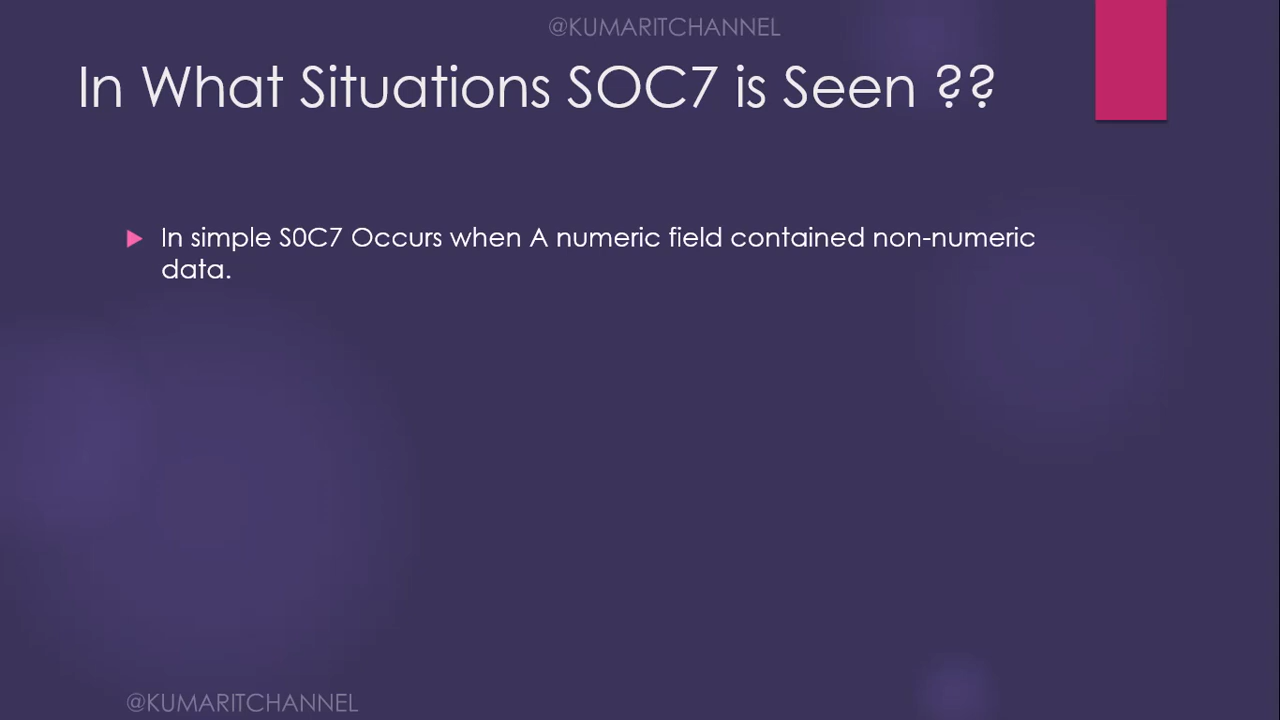 @KUMARITCHANNEL
In What Situations SOC7 is Seen ??
In simple S0C7 Occurs when A numeric field contained non-numeric
data.
@KUMARITCHANNEL